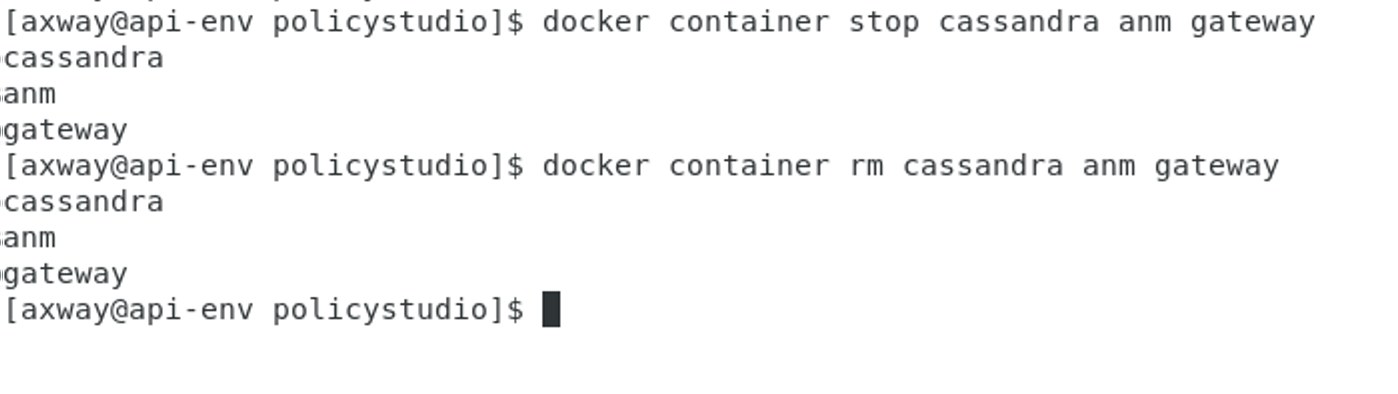 [axway@api-env policystudio]$ docker container stop cassandra anm gateway
cassandra
anm
gateway
[axway@api-env policystudio]$ docker container rm cassandra anm gateway
cassandra
anm
gateway
[axway@api-env policystudio]$